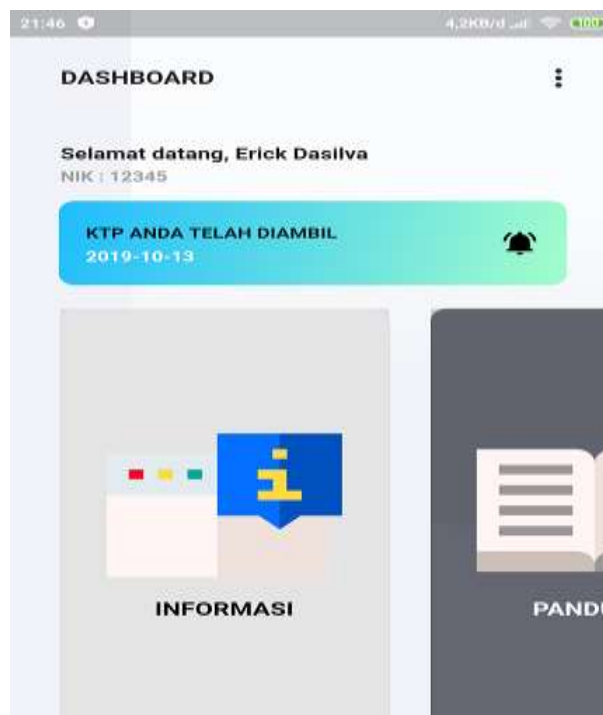 21:46 4,2KB/d
DASHBOARD
Selamat datang, Erick Dasilva
NIK : 12345
KTP ANDA TELAH DIAMBIL
2019-10-13
INFORMASI
PANDU